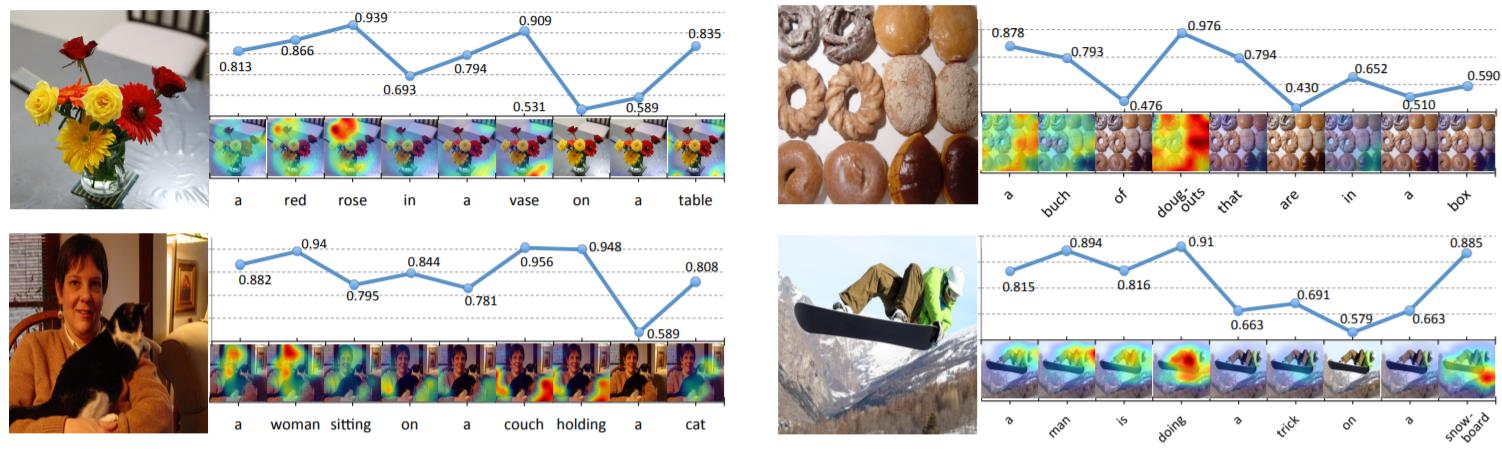 0.813 0.866 0.939 0.693 0.794 0.909 0.531 0.589 0.835
a red rose in a vase on a table
0.878 0.793 0.476 0.976 0.794 0.430 0.652 0.510 0.590
a buch of doug-outs that are in a box
0.882 0.94 0.795 0.844 0.781 0.956 0.948 0.589 0.808
a woman sitting on a couch holding a cat
0.815 0.894 0.816 0.91 0.663 0.691 0.579 0.663 0.885
a man is doing a trick on a snow-board